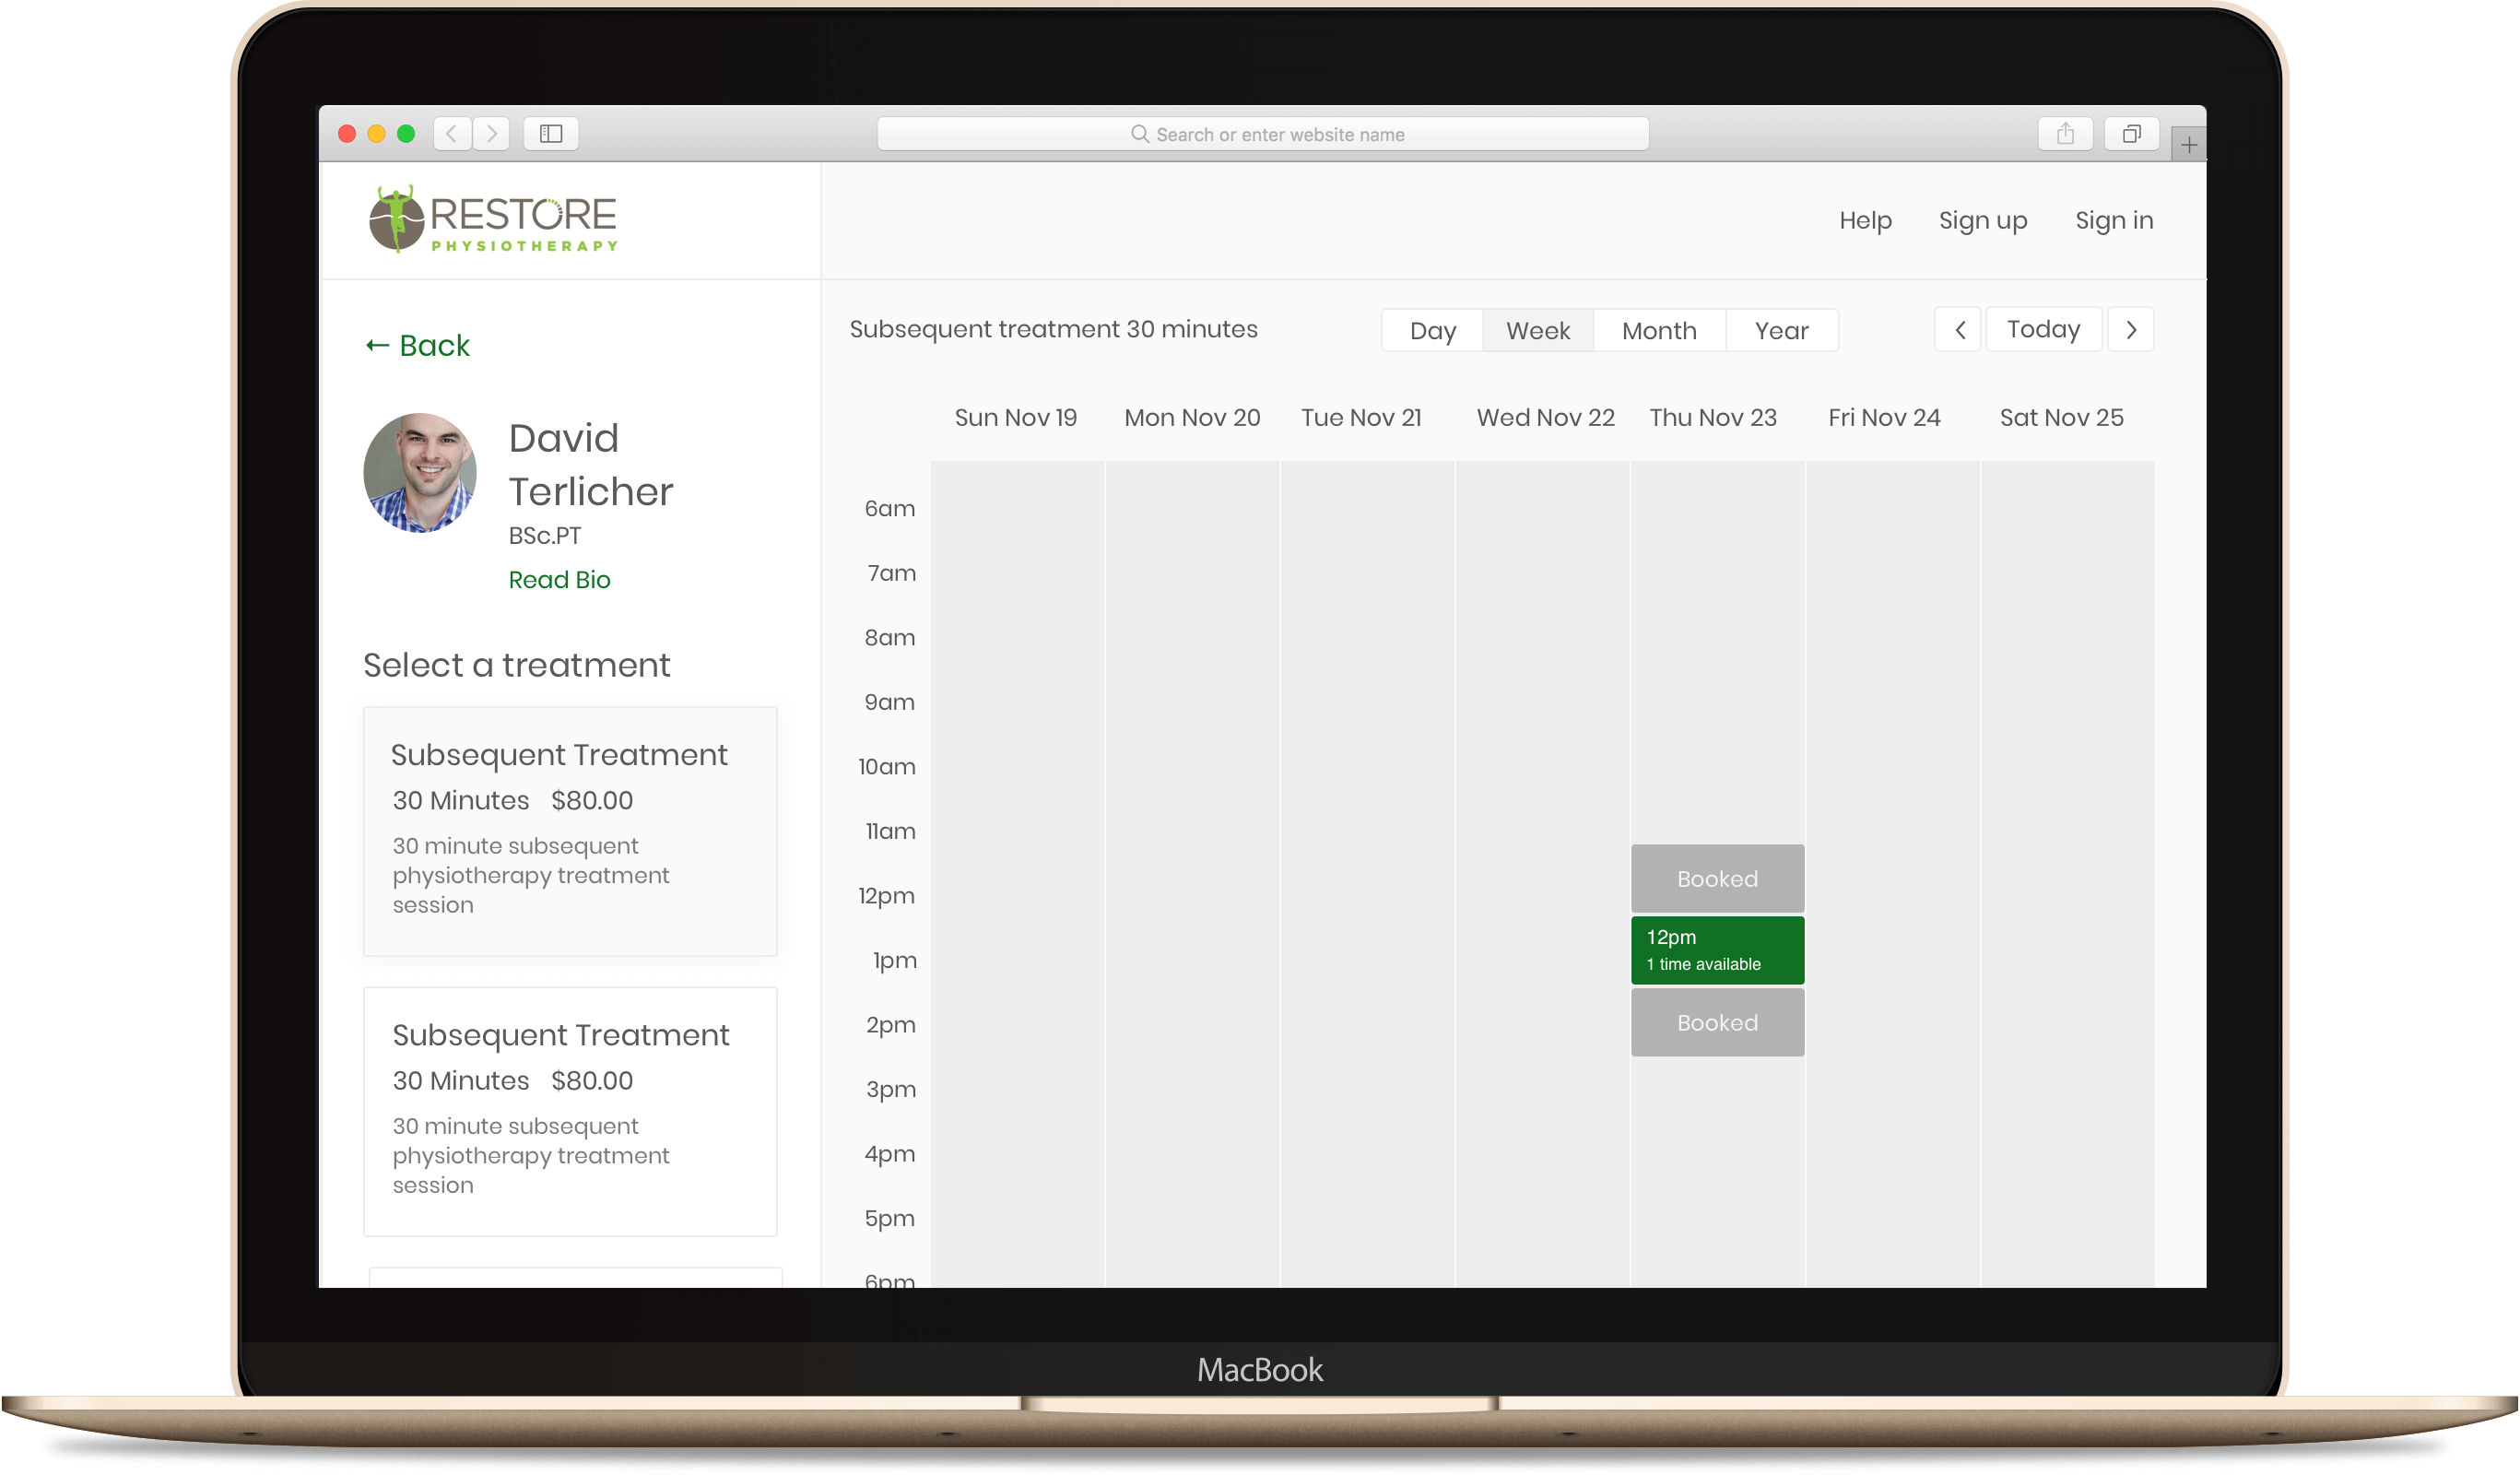 Search or enter website name
RESTORE
PHYSIOTHERAPY
Help Sign up Sign in
← Back
David
Terlicher
BSc.PT
Read Bio
Select a treatment
Subsequent Treatment
30 Minutes $80.00
30 minute subsequent
physiotherapy treatment
session
Subsequent Treatment
30 Minutes $80.00
30 minute subsequent
physiotherapy treatment
session
Subsequent treatment 30 minutes
Day Week Month Year
Today
Sun Nov 19 Mon Nov 20 Tue Nov 21 Wed Nov 22 Thu Nov 23 Fri Nov 24 Sat Nov 25
6am
7am
8am
9am
10am
11am
Booked
12pm
12pm
1 time available
1pm
Booked
2pm
3pm
4pm
5pm
6pm
MacBook